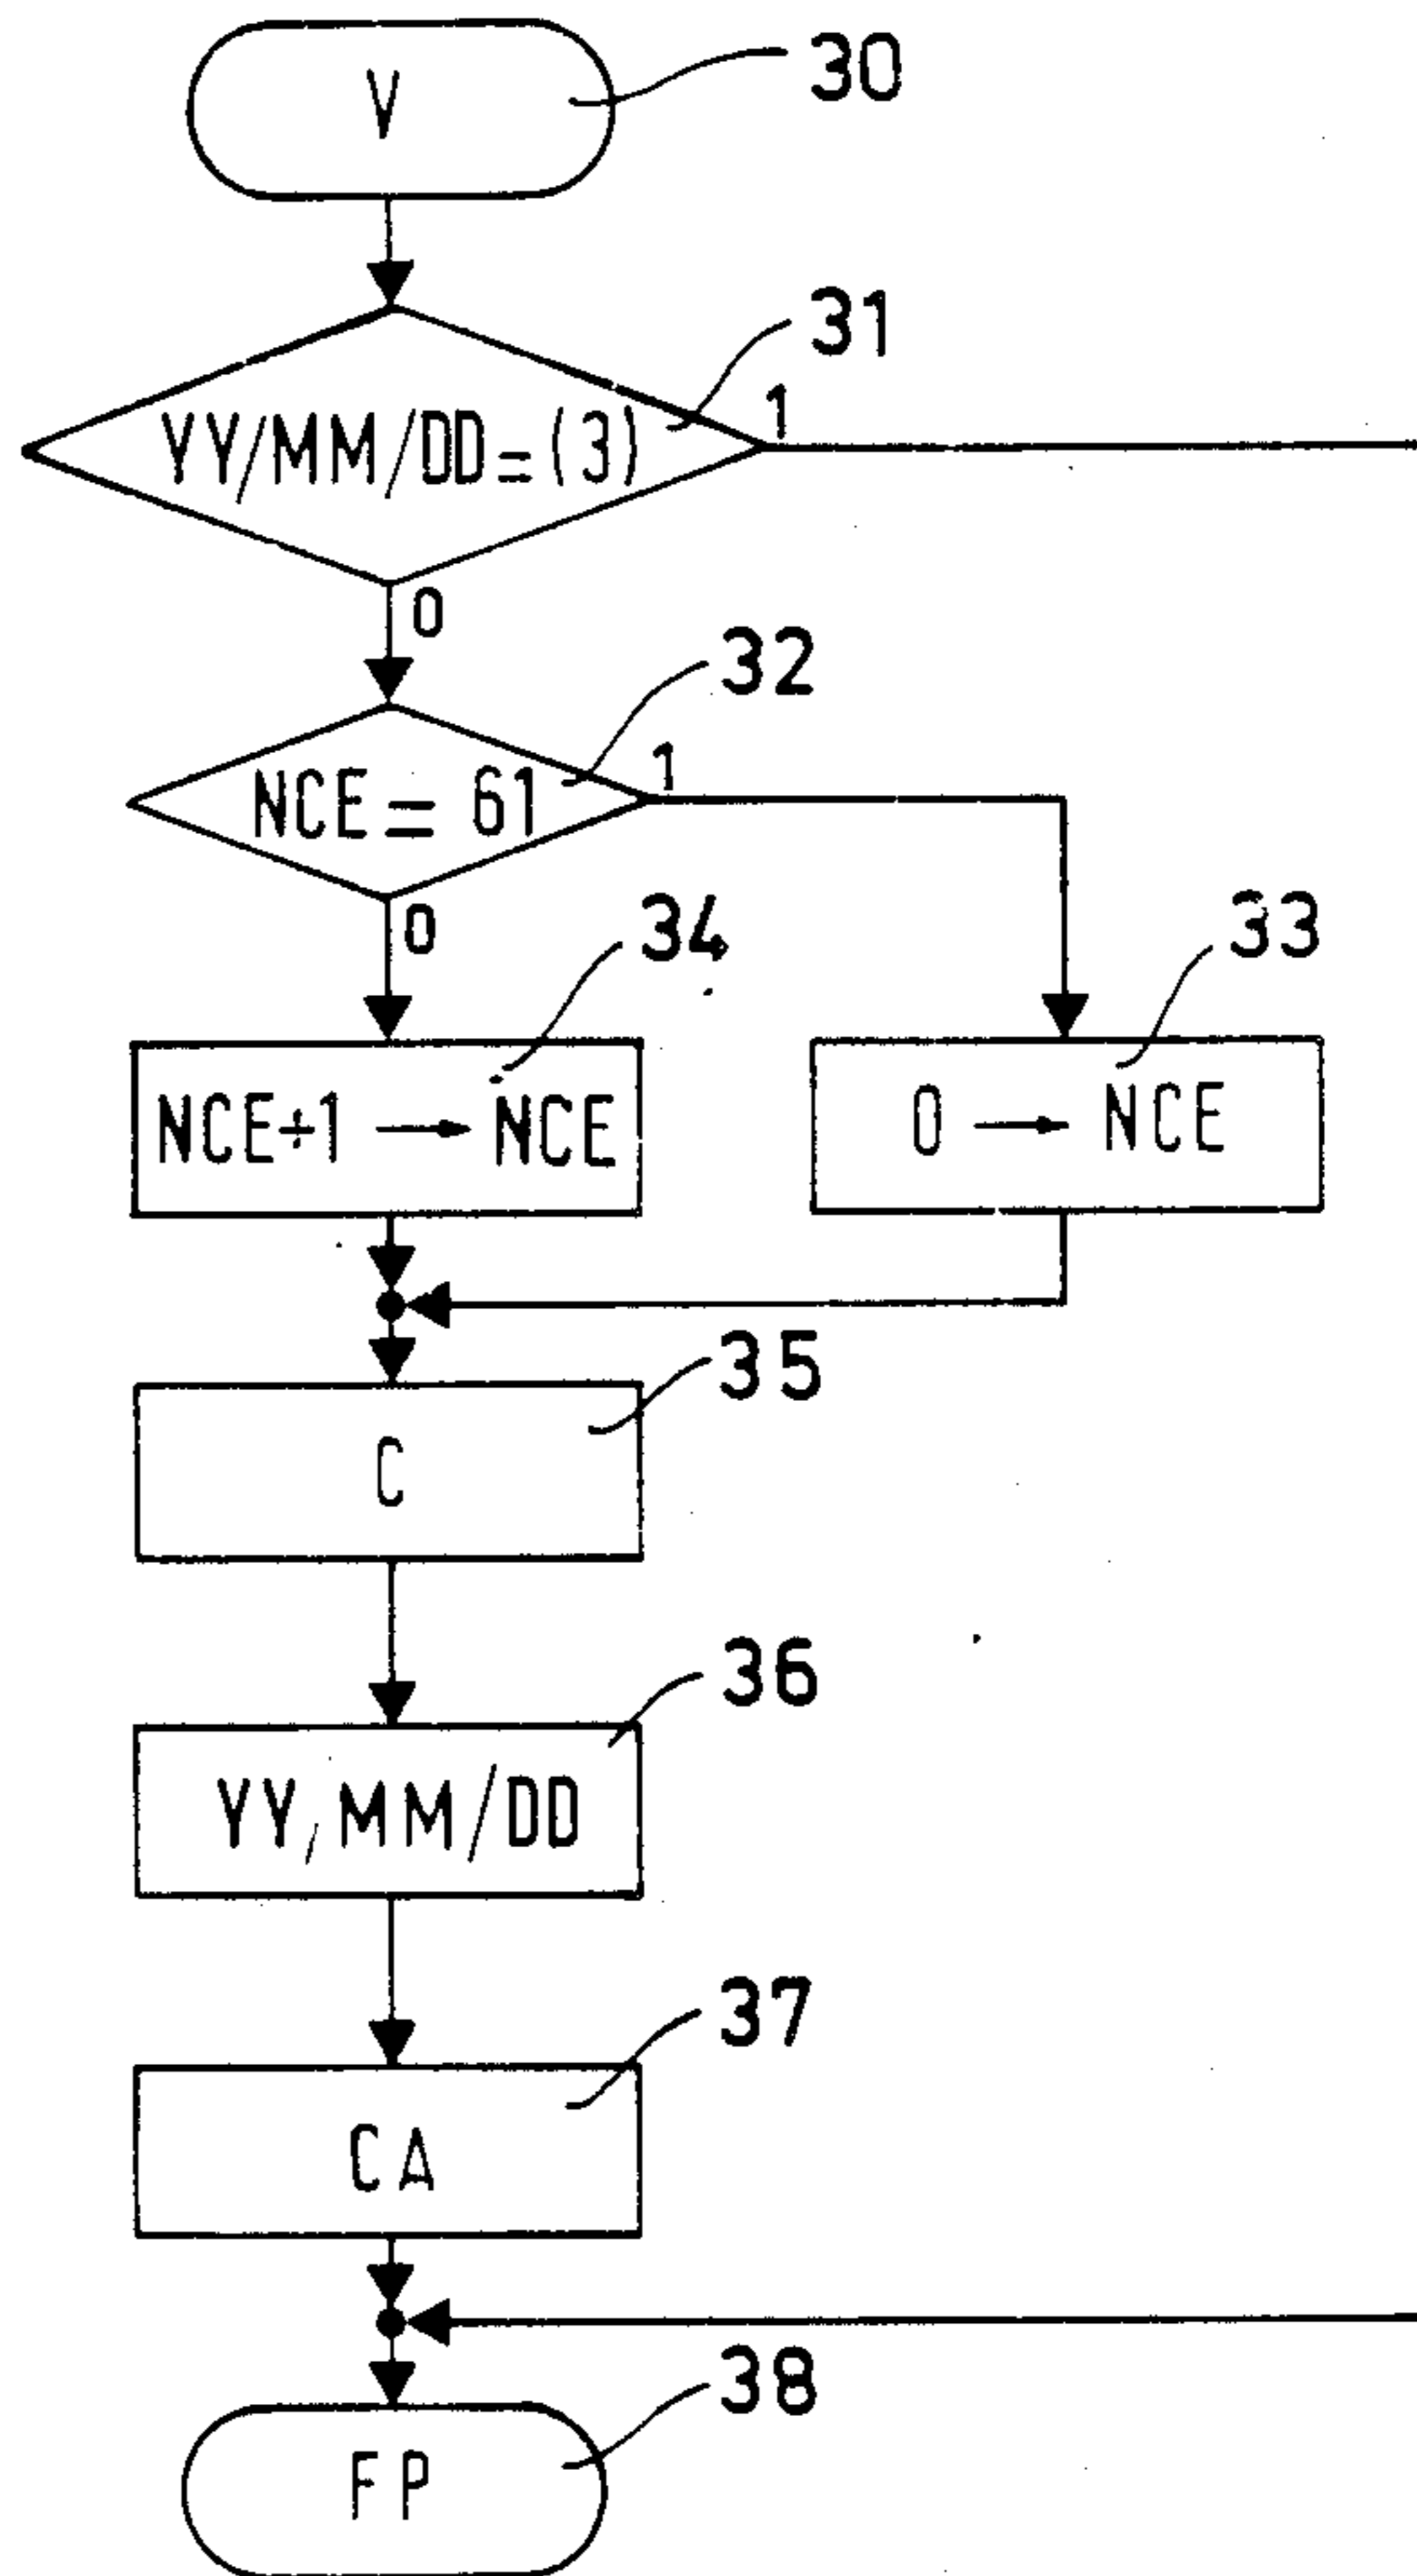 V
30
YY/MM/DD=(3)
31
1
0
NCE = 61
32
1
0
34
NCE+1 → NCE
33
0 → NCE
35
C
36
YY/MM/DD
37
CA
38
FP